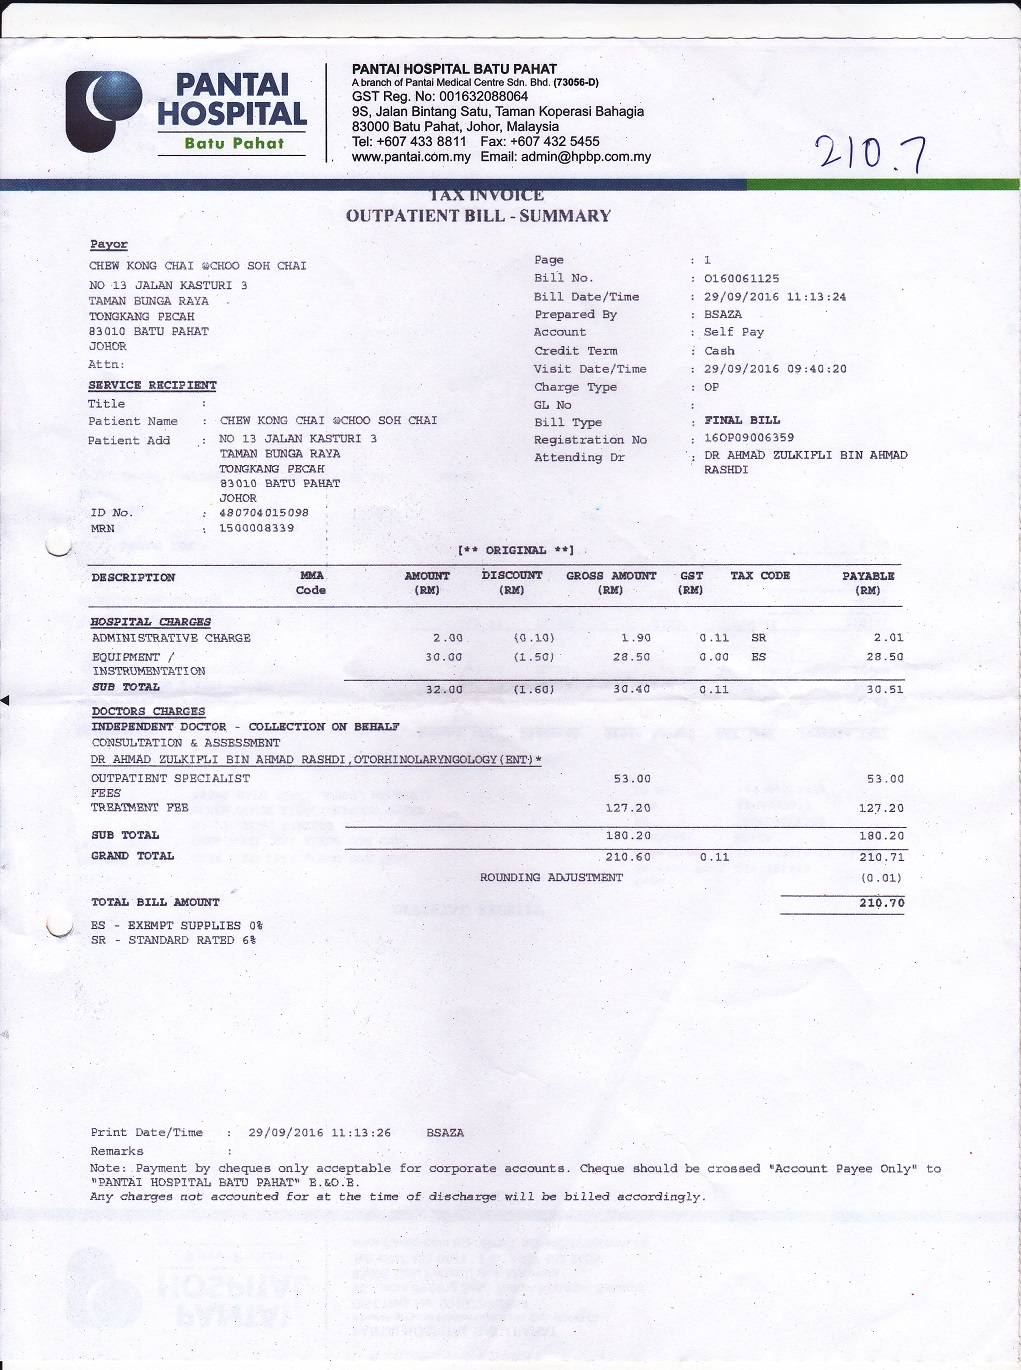 PANTAI
HOSPITAL
Batu Pahat
PANTAI HOSPITAL BATU PAHAT
A branch of Pantai Medical Centre Sdn. Bhd. (73056-D)
GST Reg. No: 001632088064
9S, Jalan Bintang Satu, Taman Koperasi Bahagia
83000 Batu Pahat, Johor, Malaysia
Tel: +607 433 8811 Fax: +607 432 5455
www.pantai.com.my Email: admin@hpbp.com.my
210.7
TAX INVOICE
OUTPATIENT BILL - SUMMARY
Payor
CHEW KONG CHAI @CHOO SOH CHAI
NO 13 JALAN KASTURI 3
TAMAN BUNGA RAYA
TONGKANG PECAH
83010 BATU PAHAT
JOHOR
Attn:
Page : 1
Bill No. : O160061125
Bill Date/Time : 29/09/2016 11:13:24
Prepared By : BSAZA
Account : Self Pay
Credit Term : Cash
Visit Date/Time : 29/09/2016 09:40:20
Charge Type : OP
GL No :
Bill Type : FINAL BILL
Registration No : 16OP09006359
Attending Dr : DR AHMAD ZULKIFLI BIN AHMAD
RASHDI
SERVICE RECIPIENT
Title :
Patient Name : CHEW KONG CHAI @CHOO SOH CHAI
Patient Add : NO 13 JALAN KASTURI 3
TAMAN BUNGA RAYA
TONGKANG PECAH
83010 BATU PAHAT
JOHOR
ID No. : 480704015098
MRN : 1500008339
[** ORIGINAL **]
DESCRIPTION MMA AMOUNT DISCOUNT GROSS AMOUNT GST TAX CODE PAYABLE
Code (RM) (RM) (RM) (RM) (RM)
HOSPITAL CHARGES
ADMINISTRATIVE CHARGE 2.00 (0.10) 1.90 0.11 SR 2.01
EQUIPMENT / 30.00 (1.50) 28.50 0.00 ES 28.50
INSTRUMENTATION
SUB TOTAL 32.00 (1.60) 30.40 0.11 30.51
DOCTORS CHARGES
INDEPENDENT DOCTOR - COLLECTION ON BEHALF
CONSULTATION & ASSESSMENT
DR AHMAD ZULKIFLI BIN AHMAD RASHDI,OTORHINOLARYNGOLOGY(ENT)*
OUTPATIENT SPECIALIST 53.00 53.00
FEES
TREATMENT FEE 127.20 127.20
SUB TOTAL 180.20 180.20
GRAND TOTAL 210.60 0.11 210.71
ROUNDING ADJUSTMENT (0.01)
TOTAL BILL AMOUNT 210.70
ES - EXEMPT SUPPLIES 0%
SR - STANDARD RATED 6%
Print Date/Time : 29/09/2016 11:13:26 BSAZA
Remarks :
Note: Payment by cheques only acceptable for corporate accounts. Cheque should be crossed "Account Payee Only" to
"PANTAI HOSPITAL BATU PAHAT" E.&O.E.
Any charges not accounted for at the time of discharge will be billed accordingly.